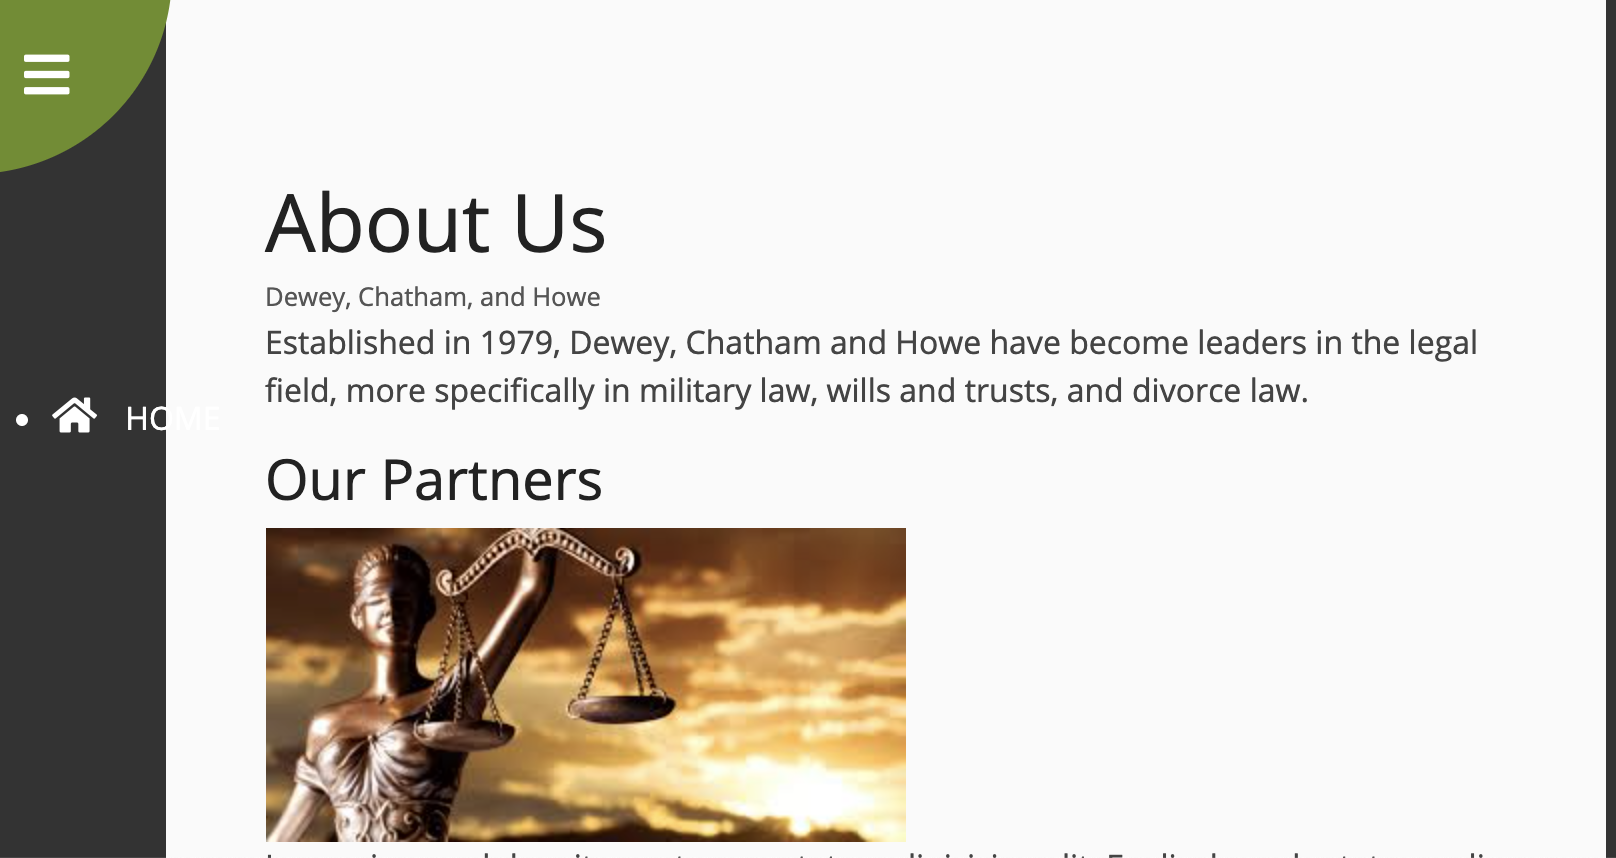 About Us
Dewey, Chatham, and Howe
Established in 1979, Dewey, Chatham and Howe have become leaders in the legal
field, more specifically in military law, wills and trusts, and divorce law.
HOME
Our Partners